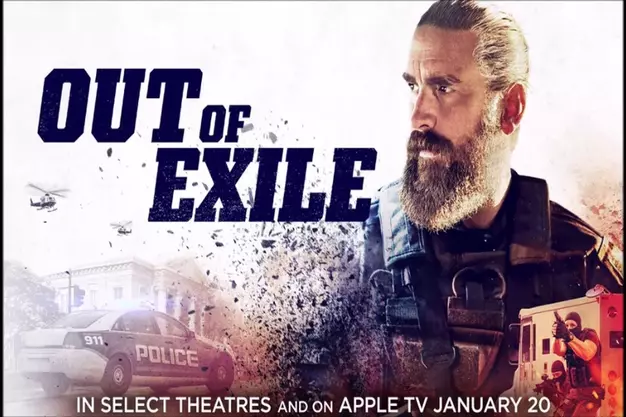 OUT OF
EXILE
911
POLICE
IN SELECT THEATRES AND ON APPLE TV JANUARY 20